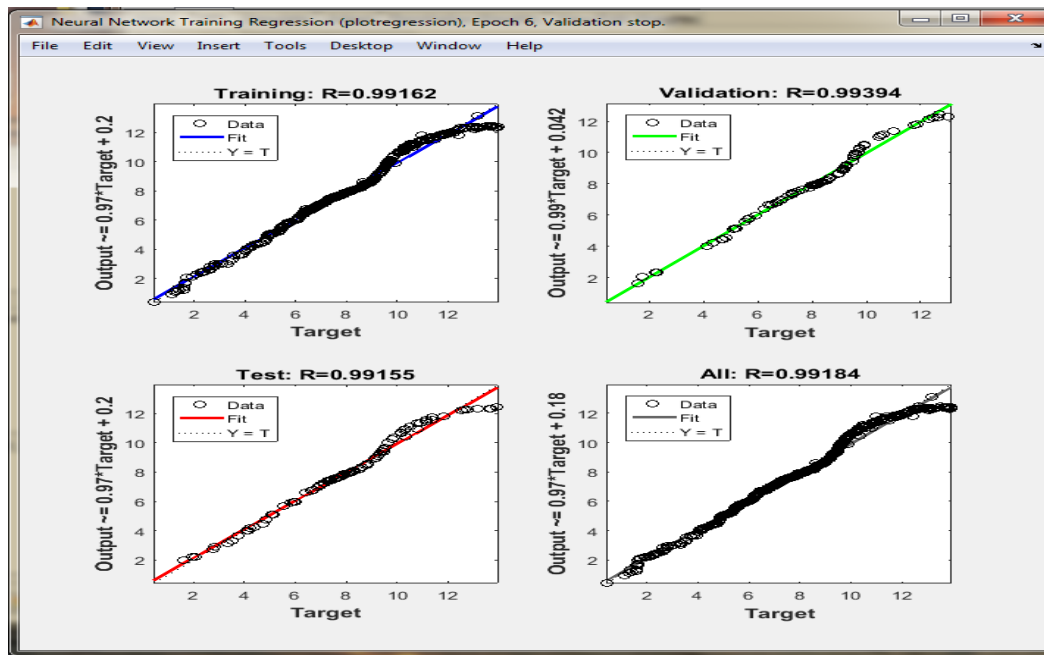 Neural Network Training Regression (plotregression), Epoch 6, Validation stop.
File Edit View Insert Tools Desktop Window Help
Training: R=0.99162
Output ~= 0.97*Target + 0.2
12
10
8
6
4
2
Data
Fit
Y = T
2 4 6 8 10 12
Target
Validation: R=0.99394
Output ~= 0.99*Target + 0.042
12
10
8
6
4
2
Data
Fit
Y = T
2 4 6 8 10 12
Target
Test: R=0.99155
Output ~= 0.97*Target + 0.2
12
10
8
6
4
2
Data
Fit
Y = T
2 4 6 8 10 12
Target
All: R=0.99184
Output ~= 0.97*Target + 0.18
12
10
8
6
4
2
Data
Fit
Y = T
2 4 6 8 10 12
Target